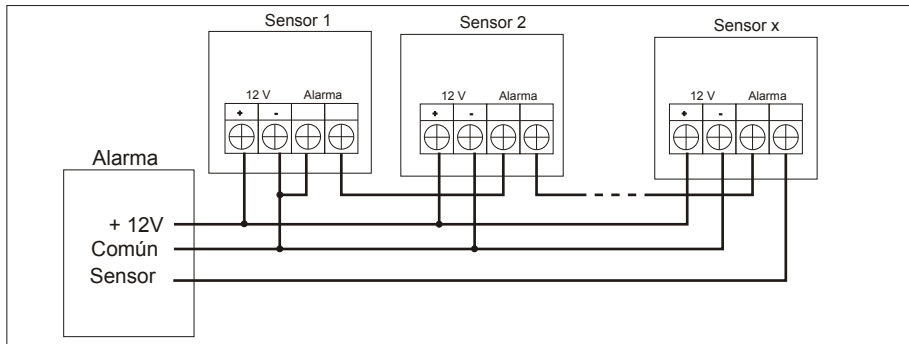 Sensor 1
Sensor 2
Sensor x
12 V Alarma
12 V Alarma
12 V Alarma
+ -
+ -
+ -
Alarma
+ 12V
Común
Sensor